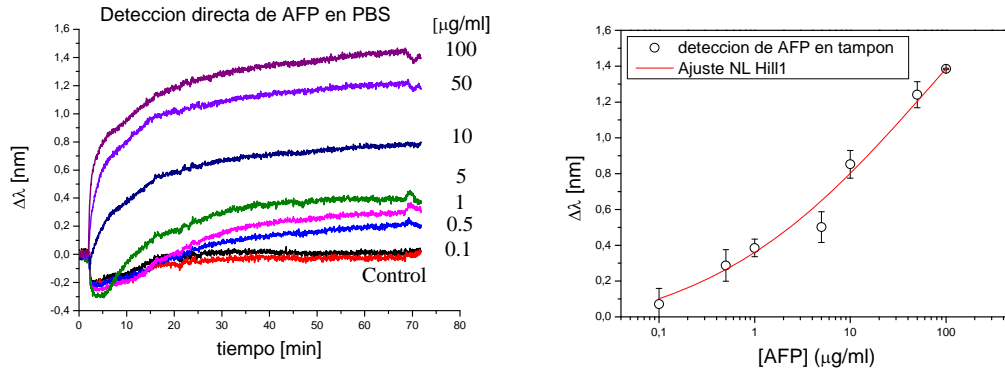 Deteccion directa de AFP en PBS
[μg/ml]
1,6
1,4
1,2
1,0
0,8
0,6
0,4
0,2
0,0
-0,2
-0,4
Δλ [nm]
100
50
10
5
1
0.5
0.1
Control
0 10 20 30 40 50 60 70 80
tiempo [min]
deteccion de AFP en tampon
Ajuste NL Hill1
1,6
1,4
1,2
1,0
0,8
0,6
0,4
0,2
0,0
Δλ [nm]
0,1 1 10 100
[AFP] (μg/ml)